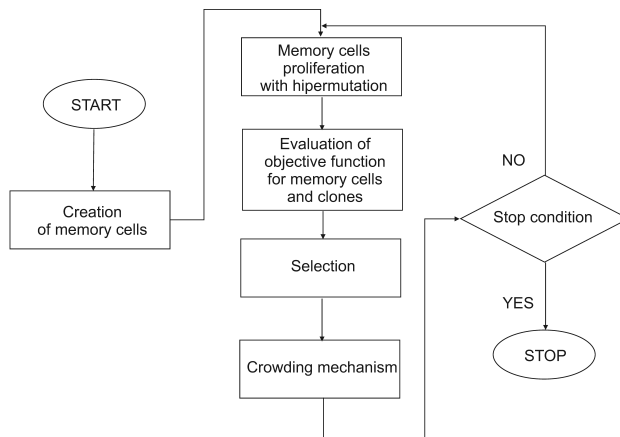 START
Creation
of memory cells
Memory cells
proliferation
with hipermutation
Evaluation of
objective function
for memory cells
and clones
Selection
Crowding mechanism
Stop condition
NO
YES
STOP